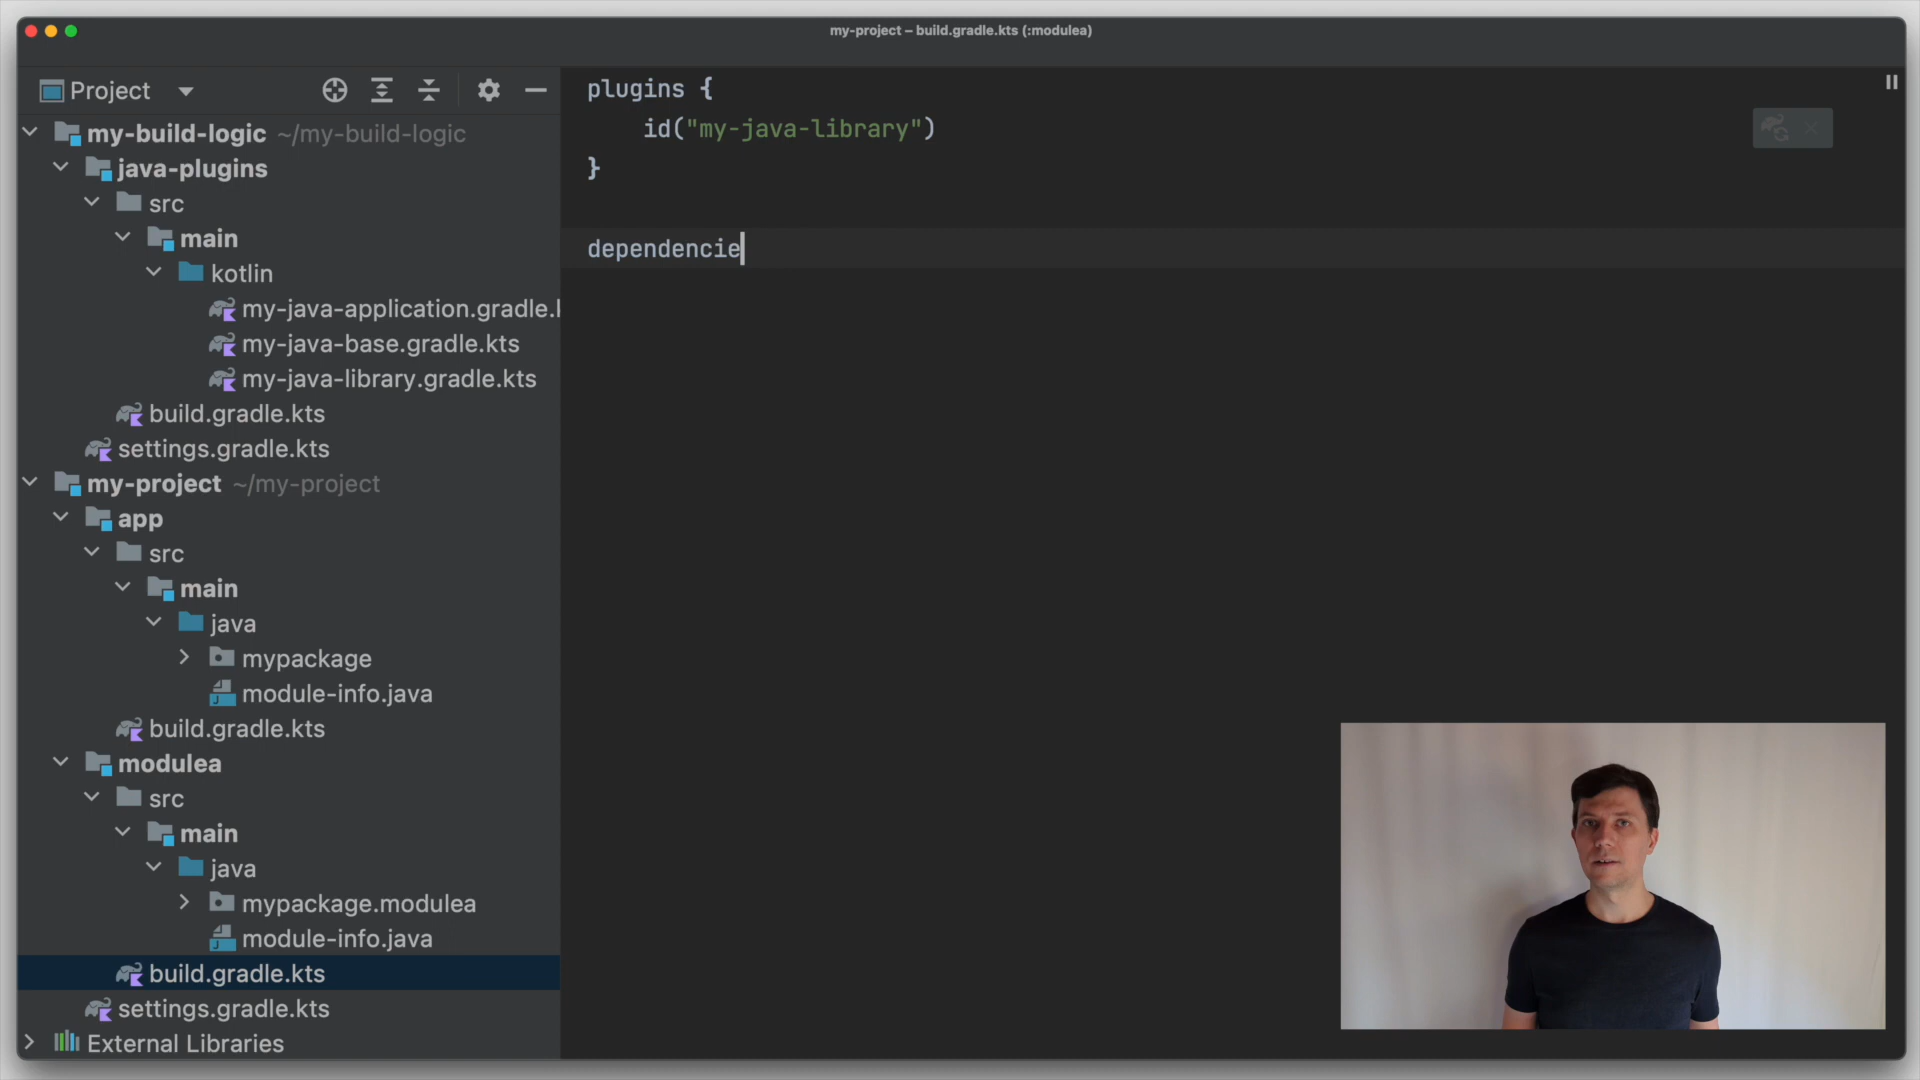 my-project – build.gradle.kts (:modulea)
Project
my-build-logic ~/my-build-logic
java-plugins
src
main
kotlin
my-java-application.gradle.k
my-java-base.gradle.kts
my-java-library.gradle.kts
build.gradle.kts
settings.gradle.kts
my-project ~/my-project
app
src
main
java
mypackage
module-info.java
build.gradle.kts
modulea
src
main
java
mypackage.modulea
module-info.java
build.gradle.kts
settings.gradle.kts
External Libraries
plugins {
id("my-java-library")
}
dependencie